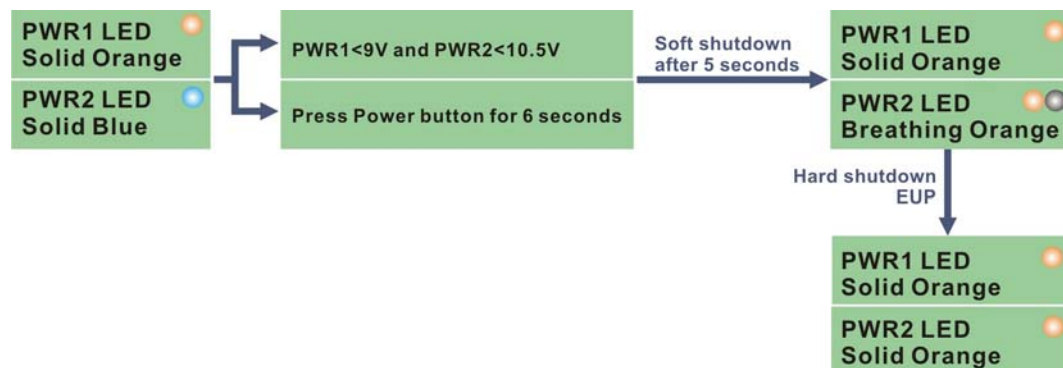 PWR1 LED
Solid Orange
PWR2 LED
Solid Blue
PWR1<9V and PWR2<10.5V
Press Power button for 6 seconds
Soft shutdown
after 5 seconds
PWR1 LED
Solid Orange
PWR2 LED
Breathing Orange
Hard shutdown
EUP
PWR1 LED
Solid Orange
PWR2 LED
Solid Orange